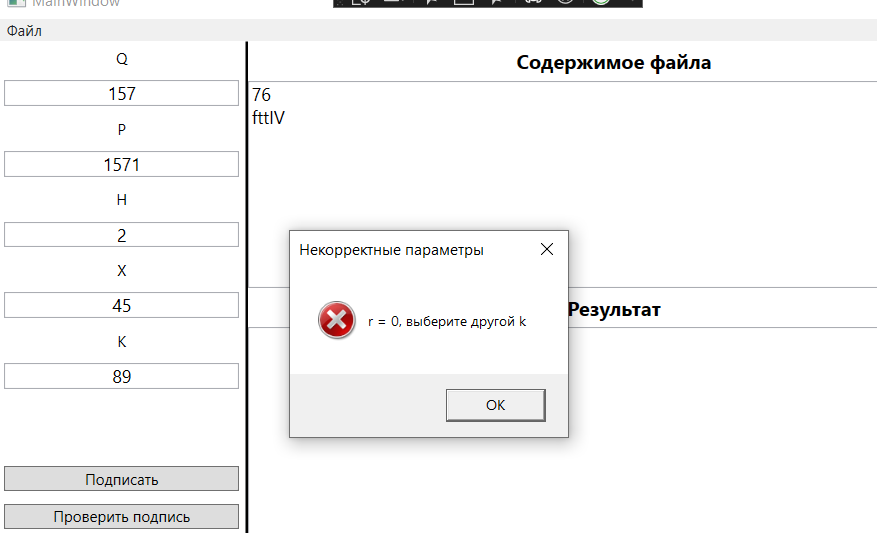 MainWindow
Файл
Q
157
P
1571
H
2
X
45
K
89
Подписать
Проверить подпись
Содержимое файла
76
fttIV
Результат
Некорректные параметры
r = 0, выберите другой k
OK